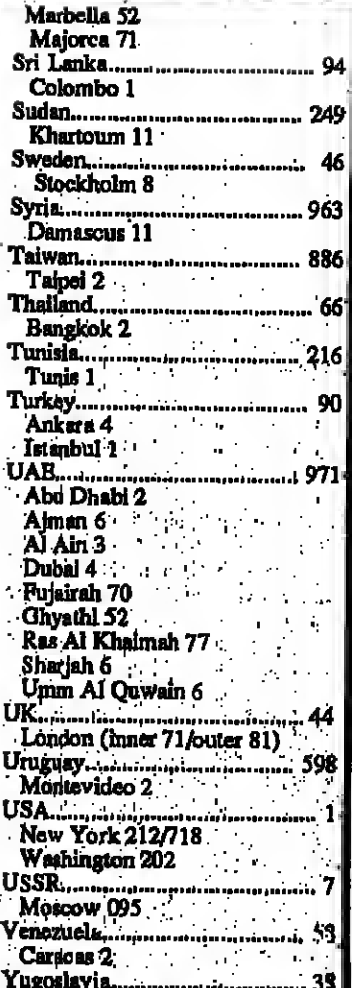 Marbella 52
Majorca 71
Sri Lanka.................................. 94
Colombo 1
Sudan.................................. 249
Khartoum 11
Sweden.................................. 46
Stockholm 8
Syria.................................. 963
Damascus 11
Taiwan.................................. 886
Taipei 2
Thailand.................................. 66
Bangkok 2
Tunisia.................................. 216
Tunis 1
Turkey.................................. 90
Ankara 4
Istanbul 1
UAE.................................. 971
Abu Dhabi 2
Ajman 6
Al Ain 3
Dubai 4
Fujairah 70
Ghyathi 52
Ras Al Khaimah 77
Sharjah 6
Umm Al Quwain 6
UK.................................. 44
London (inner 71/outer 81)
Uruguay.................................. 598
Montevideo 2
USA.................................. 1
New York 212/718
Washington 202
USSR.................................. 7
Moscow 095
Venezuela.................................. 58
Caracas 2
Yugoslavia.................................. 38